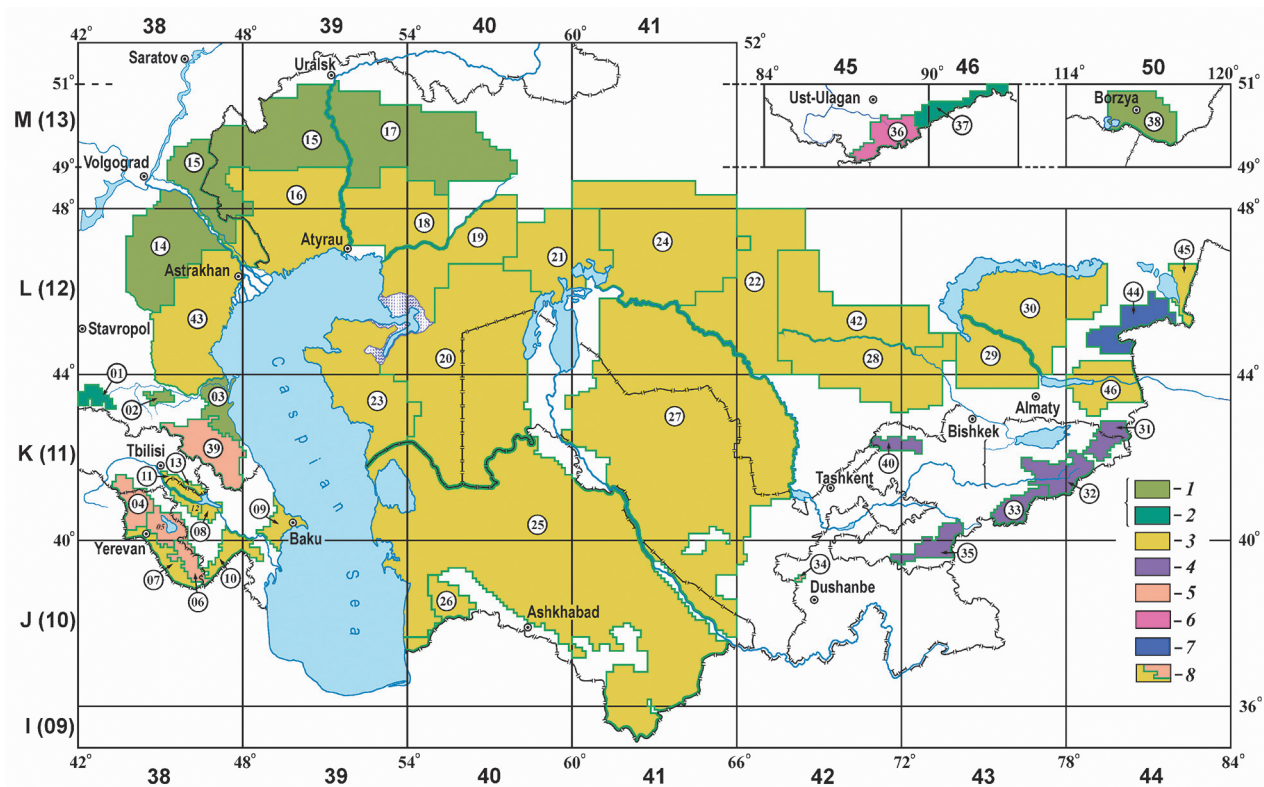 38 39 40 41
42° 48° 54° 60° 52°
Saratov
Uralsk
51°
84° 45 90° 46 114° 50 120°
51°
Ust-Ulagan
Borzya
36 37 38
M (13)
15 17
15
Volgograd
49° 49°
16
48° 48°
14 18 19 21 24
Atyrau
Astrakhan
45
L (12)
22 44
43 42 30
Stavropol
20 28 29
44° 44°
01 02 03
23 27 46
Almaty
Caspian Sea
Bishkek
31
K (11)
39 40
Tbilisi
13 11
Tashkent
32
04 12 09
33
05 08
25
40° 40°
Yerevan
Baku
35
07 10 34
06
Dushanbe
26
J (10)
Ashkhabad
36°
I (09)
- 1
- 2
- 3
- 4
- 5
- 6
- 7
- 8
42° 48° 54° 60° 66° 72° 78° 84°
38 39 40 41 42 43 44